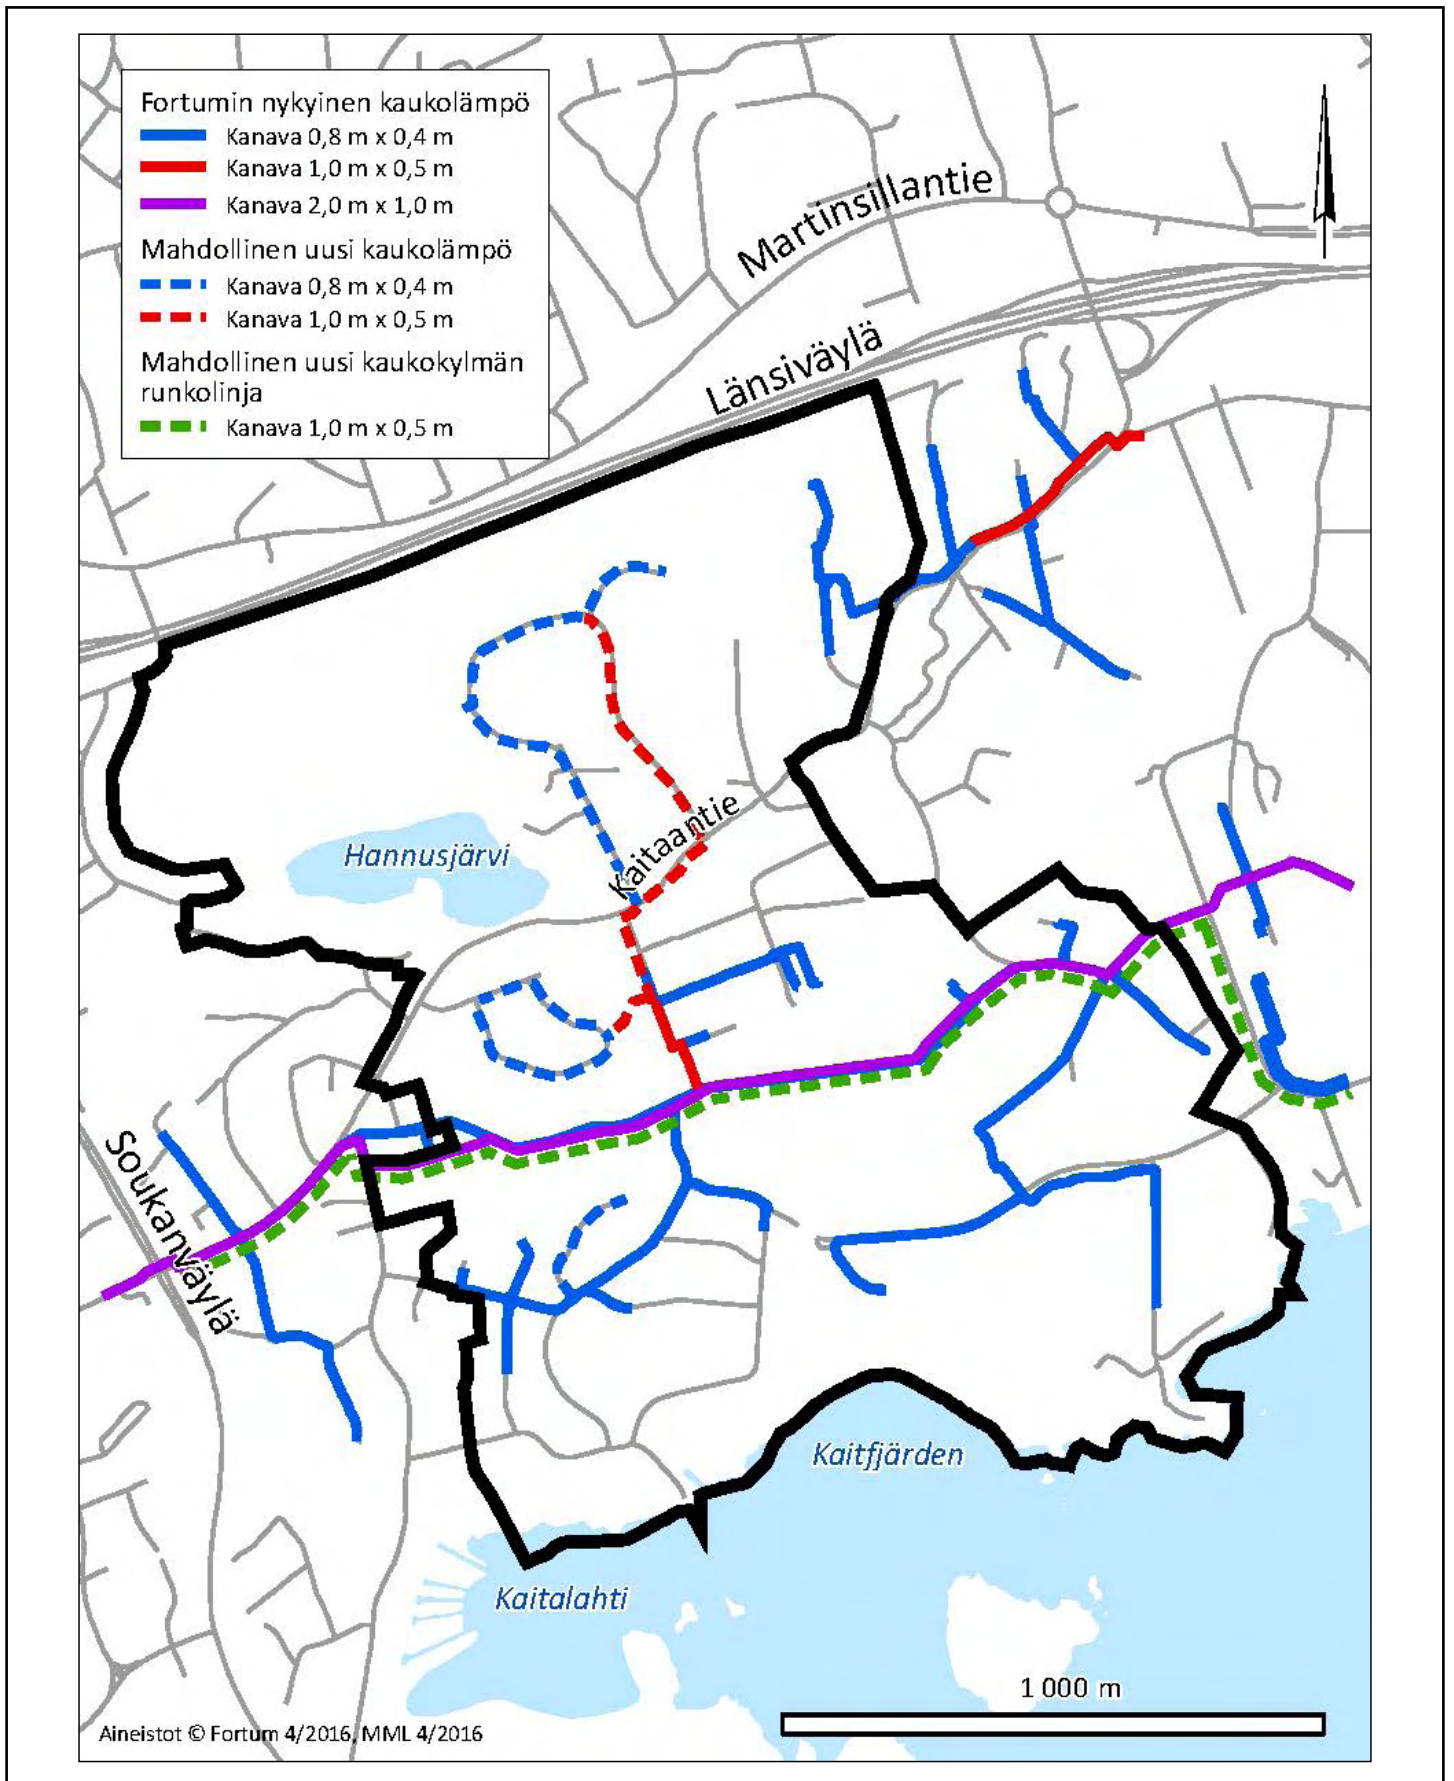 Fortumin nykyinen kaukolämpö
Kanava 0,8 m x 0,4 m
Kanava 1,0 m x 0,5 m
Kanava 2,0 m x 1,0 m
Mahdollinen uusi kaukolämpö
Kanava 0,8 m x 0,4 m
Kanava 1,0 m x 0,5 m
Mahdollinen uusi kaukokylmän
runkolinja
Kanava 1,0 m x 0,5 m
Martinsillantie
Länsiväylä
Kaitaantie
Hannusjärvi
Soukanväylä
Kaitfjärden
Kaitalahti
1 000 m
Aineistot © Fortum 4/2016, MML 4/2016